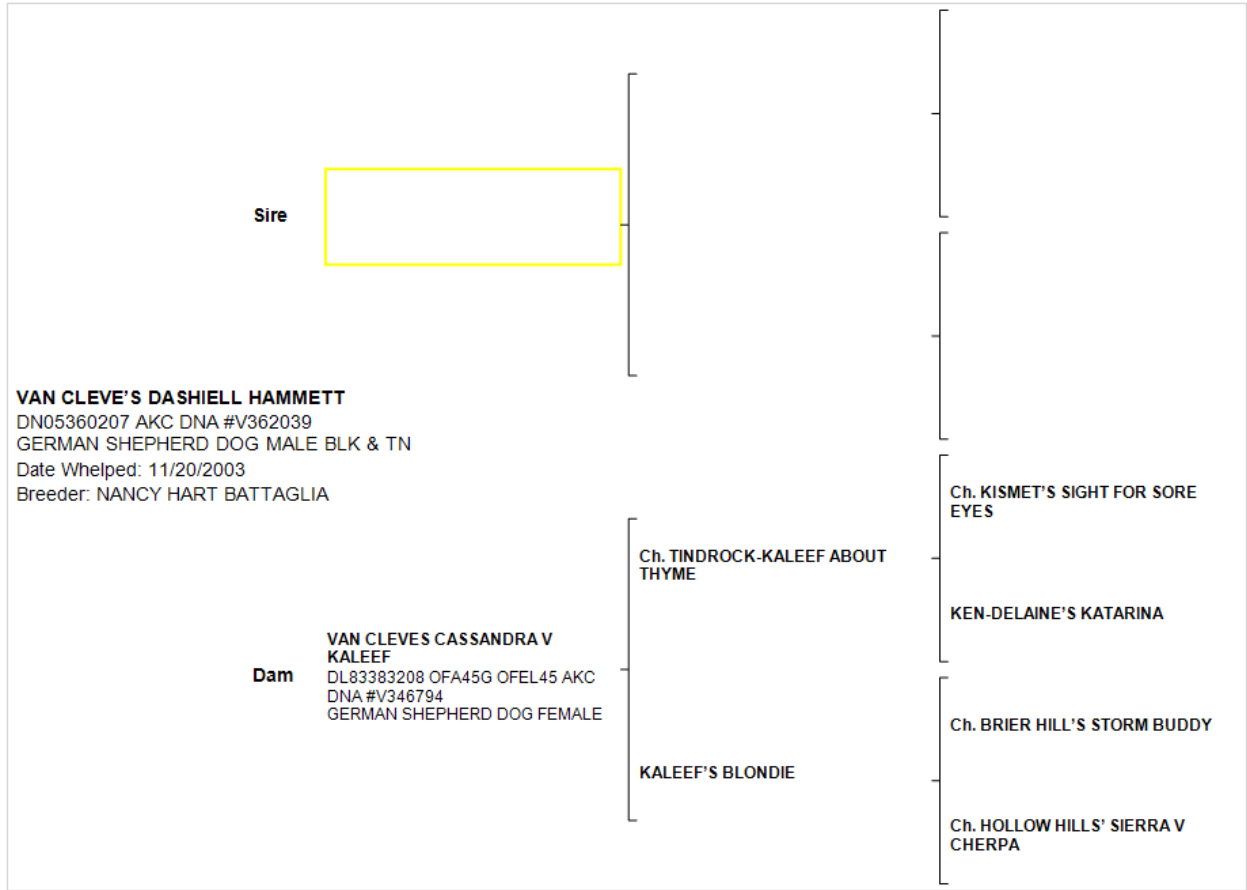 Sire
VAN CLEVE'S DASHIELL HAMMETT
DN05360207 AKC DNA #V362039
GERMAN SHEPHERD DOG MALE BLK & TN
Date Whelped: 11/20/2003
Breeder: NANCY HART BATTAGLIA
Dam
VAN CLEVES CASSANDRA V
KALEEF
DL83383208 OFA45G OFEL45 AKC
DNA #V346794
GERMAN SHEPHERD DOG FEMALE
Ch. TINDROCK-KALEEF ABOUT
THYME
KALEEF'S BLONDIE
Ch. KISMET'S SIGHT FOR SORE
EYES
KEN-DELAINE'S KATARINA
Ch. BRIER HILL'S STORM BUDDY
Ch. HOLLOW HILLS' SIERRA V
CHERPA